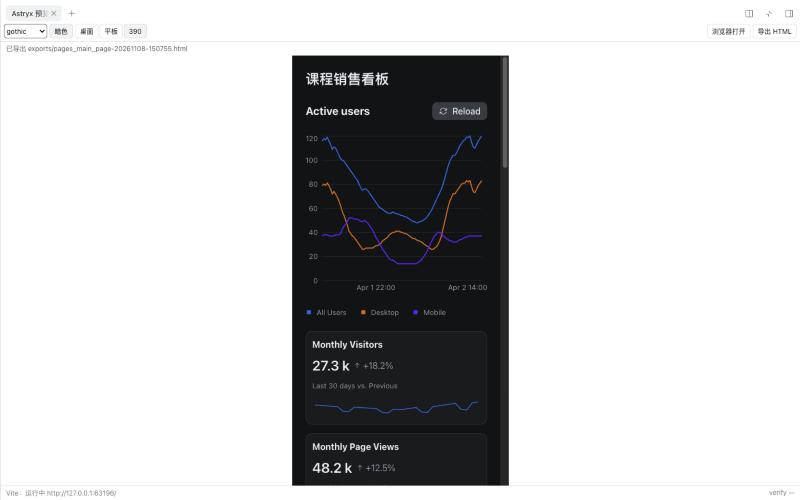 Astryx 预览
gothic 暗色 桌面 平板 390 浏览器打开 导出 HTML
已导出 exports/pages_main_page-20261108-150755.html
课程销售看板
Active users Reload
120
100
80
60
40
20
0
Apr 1 22:00 Apr 2 14:00
All Users Desktop Mobile
Monthly Visitors
27.3 k ↑ +18.2%
Last 30 days vs. Previous
Monthly Page Views
48.2 k ↑ +12.5%
Vite: 运行中 http://127.0.0.1:63196/ verify —